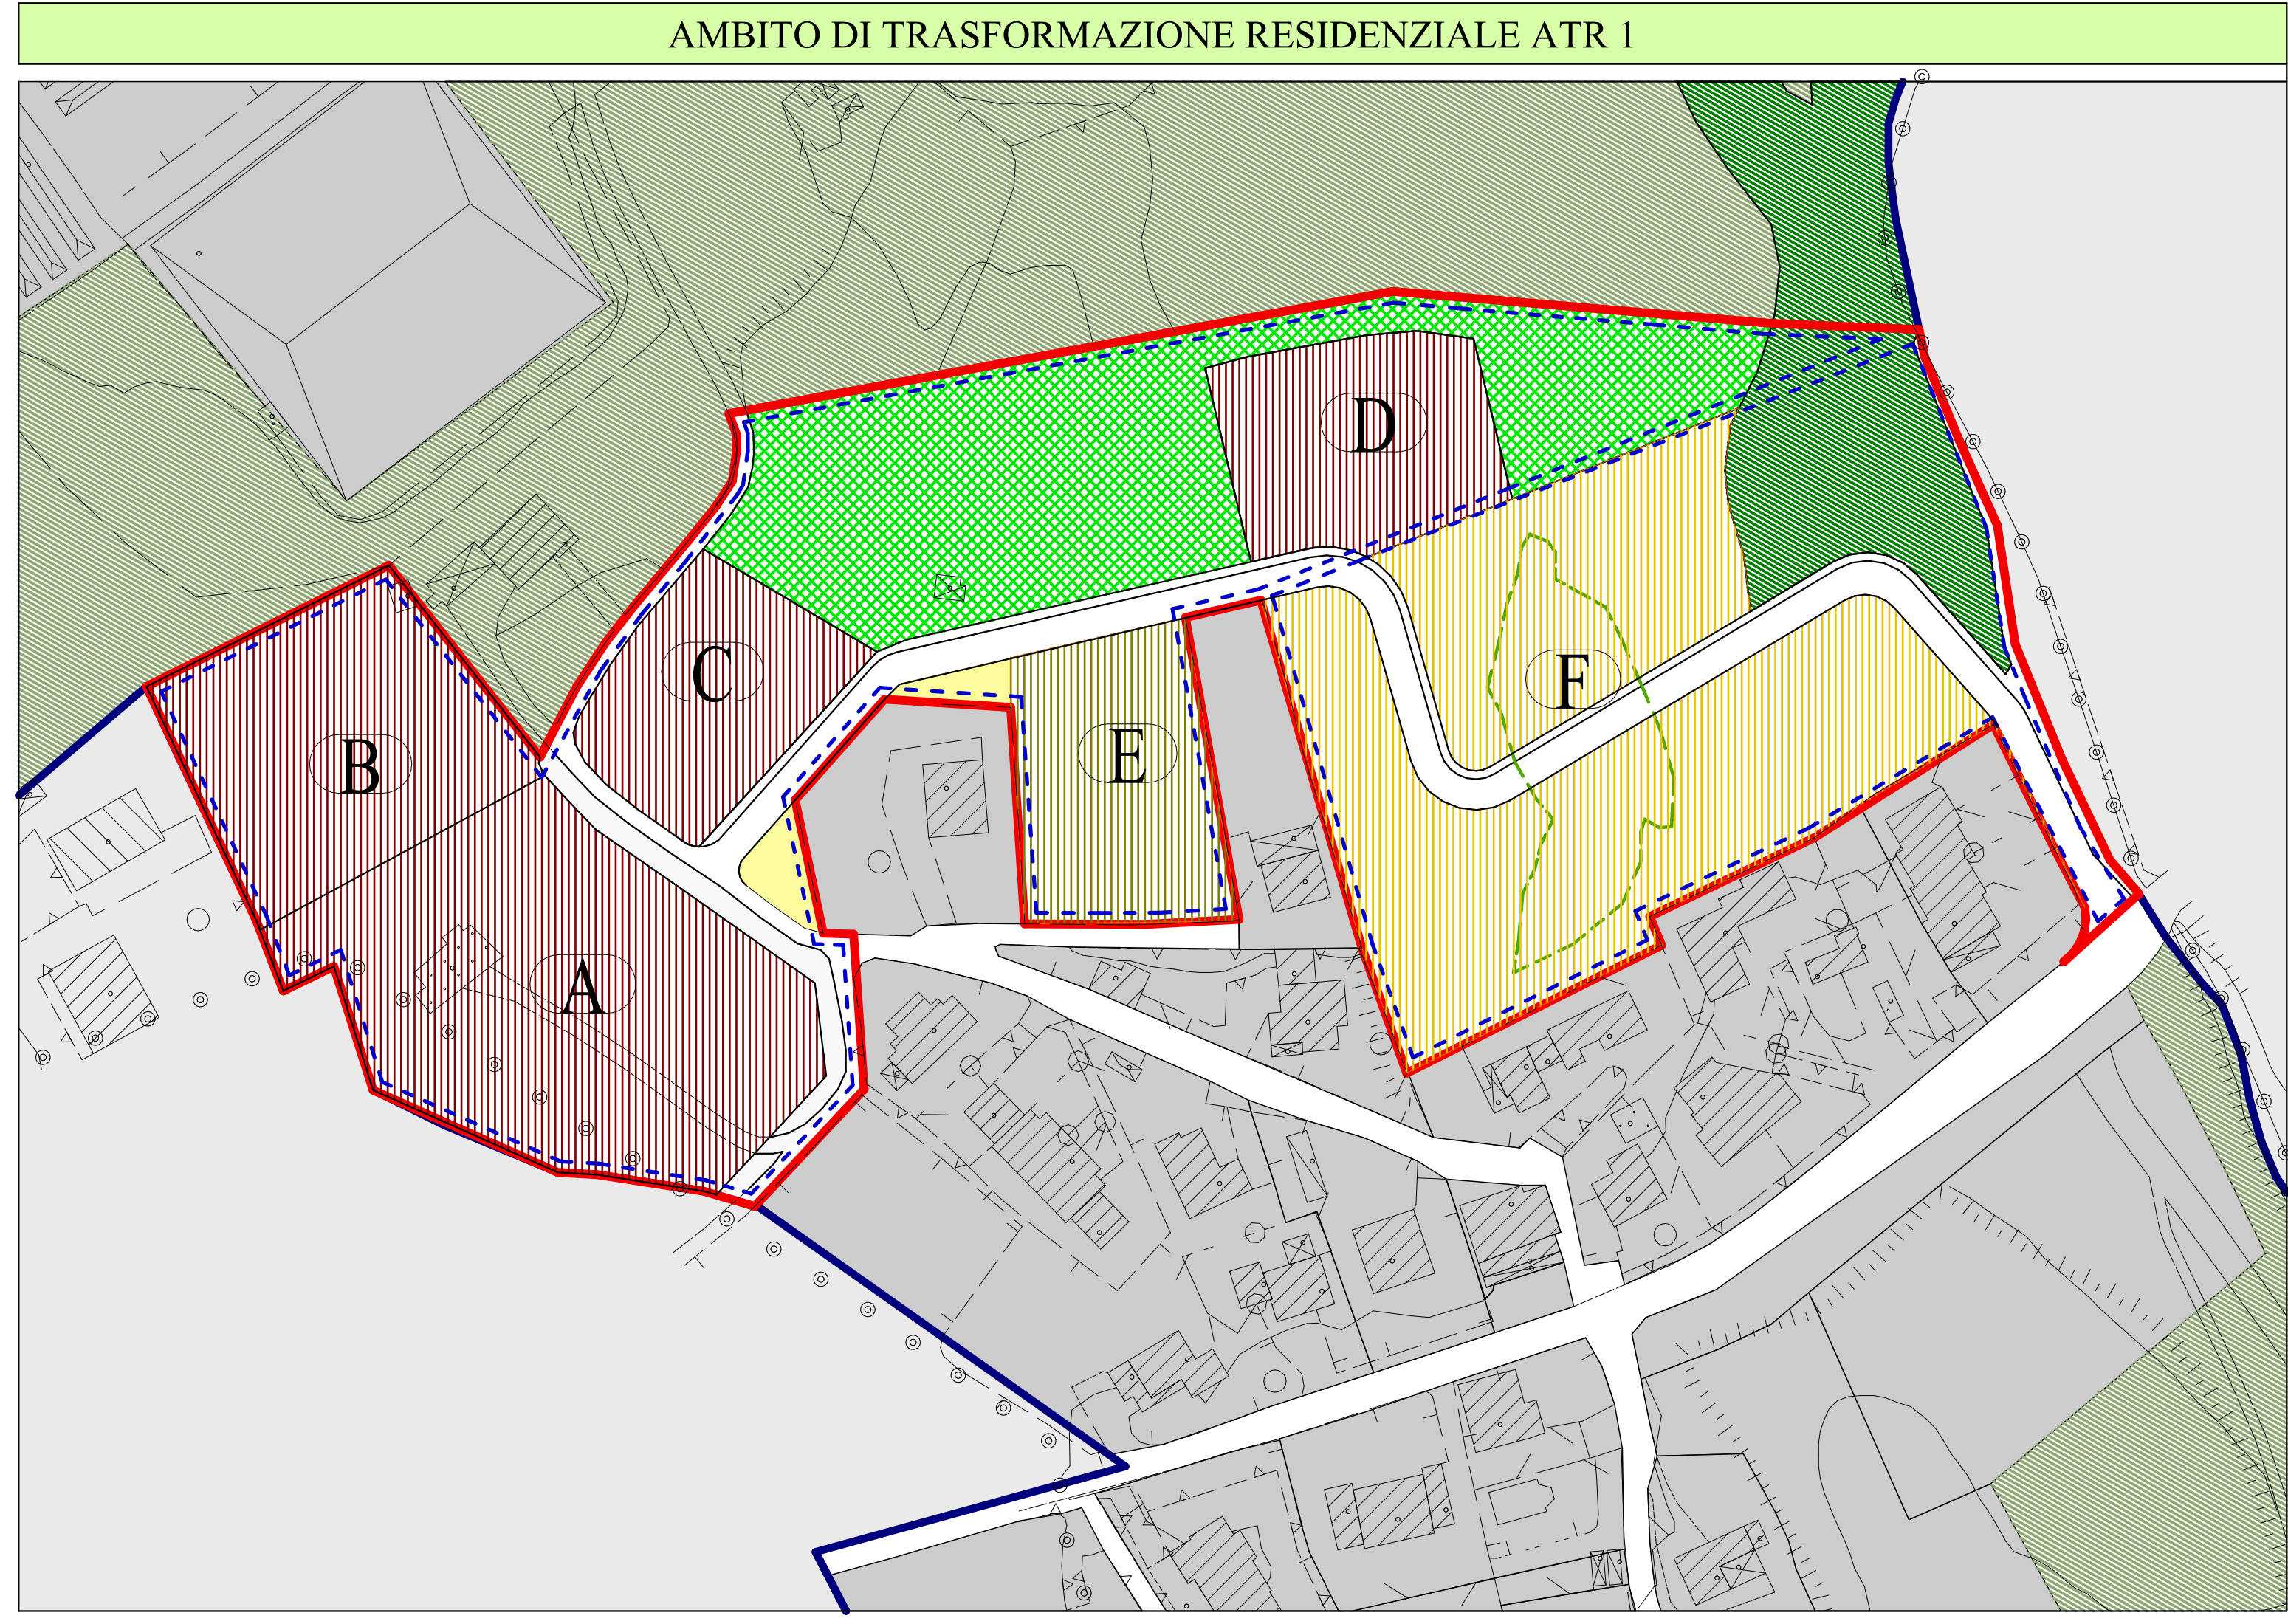 AMBITO DI TRASFORMAZIONE RESIDENZIALE ATR 1
D
C
F
B
E
A